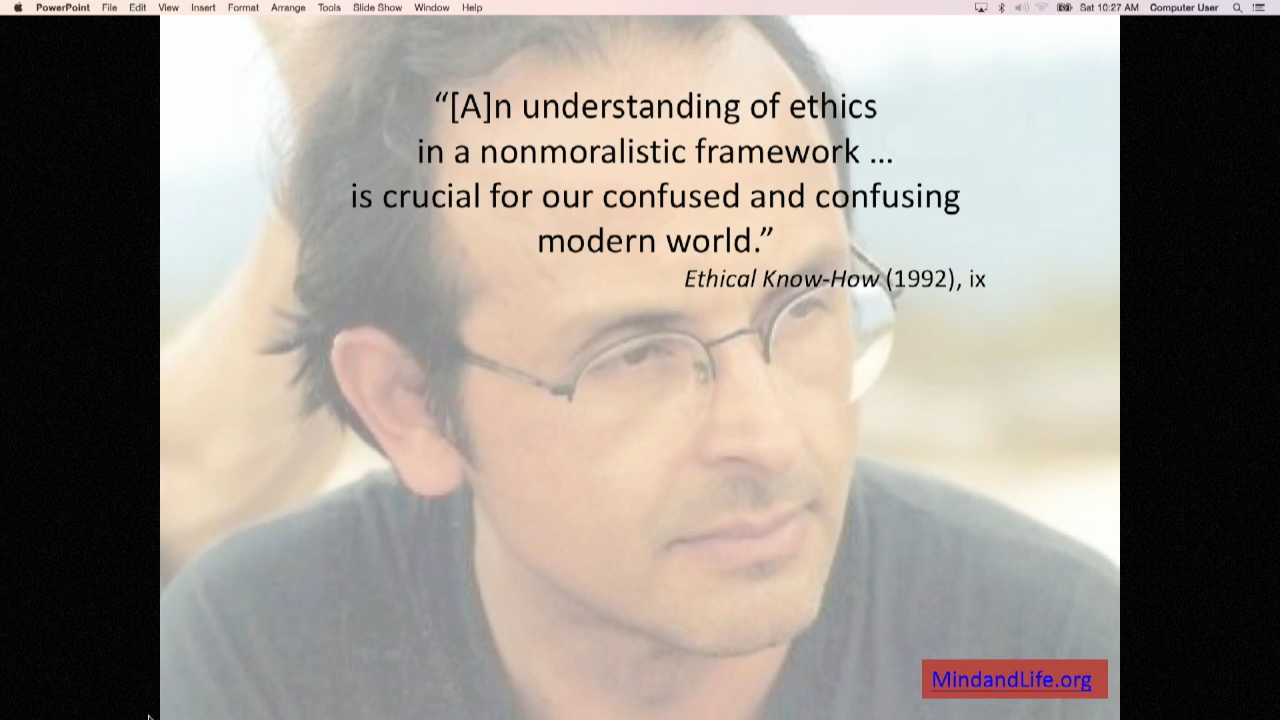 PowerPoint File Edit View Insert Format Arrange Tools Slide Show Window Help Sat 10:27 AM Computer User
“[A]n understanding of ethics
in a nonmoralistic framework …
is crucial for our confused and confusing
modern world.”
Ethical Know-How (1992), ix
MindandLife.org